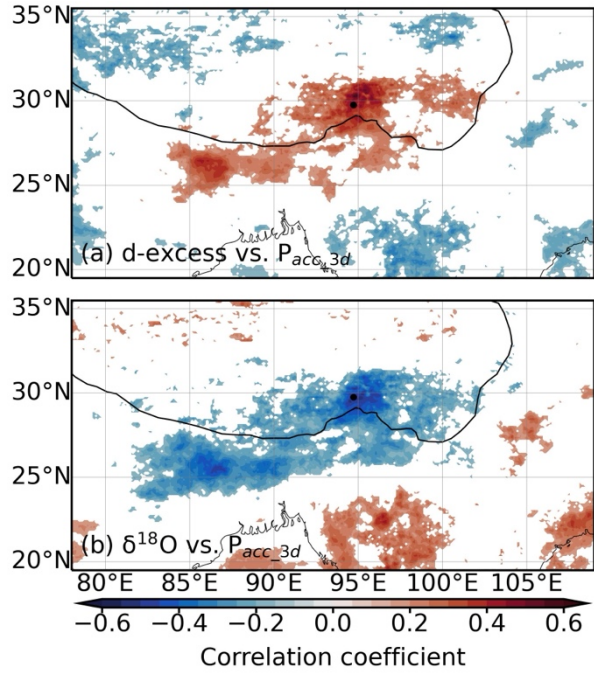 35°N
30°N
25°N
20°N
(a) d-excess vs. P_acc_3d
35°N
30°N
25°N
20°N
(b) δ¹⁸O vs. P_acc_3d
80°E 85°E 90°E 95°E 100°E 105°E
−0.6 −0.4 −0.2 0.0 0.2 0.4 0.6
Correlation coefficient